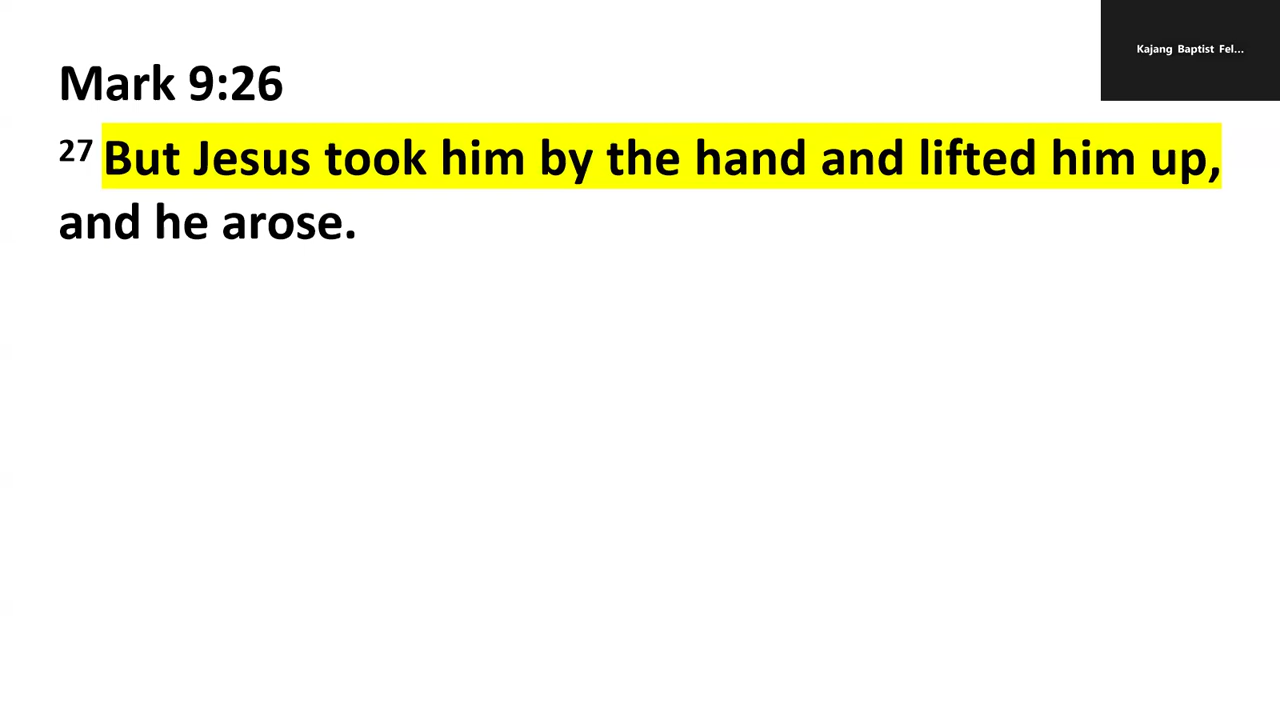 Kajang Baptist Fel...
Mark 9:26
27 But Jesus took him by the hand and lifted him up,
and he arose.